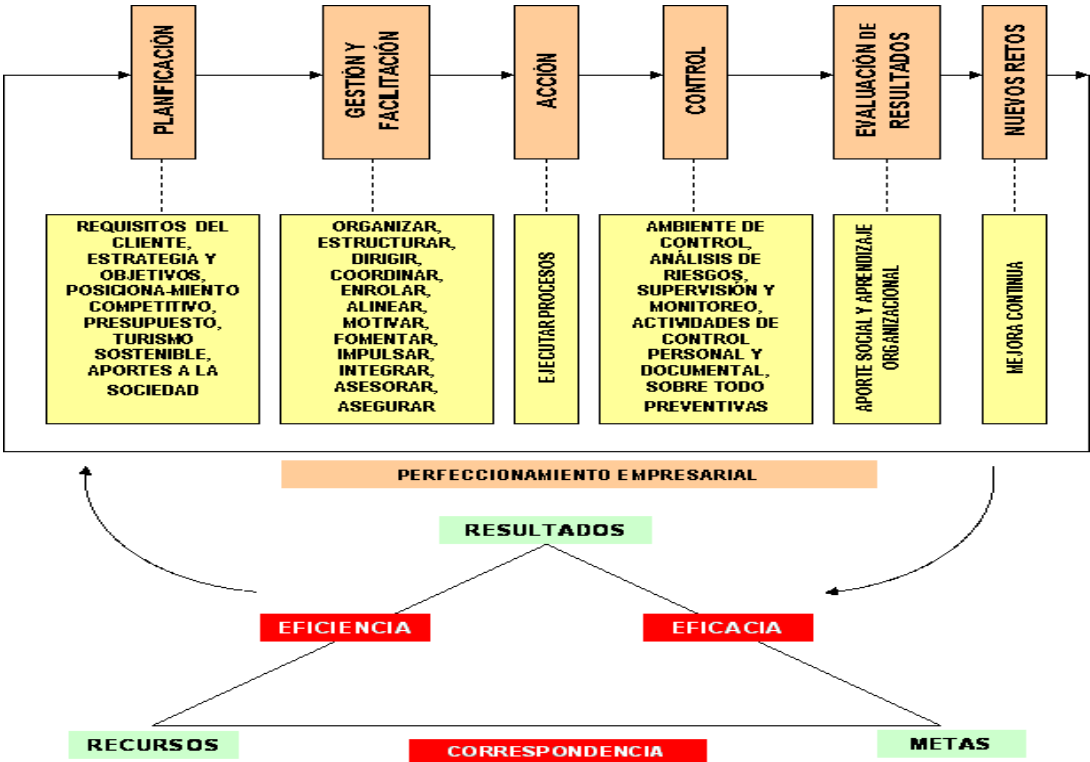 PLANIFICACIÓN
GESTIÓN Y
FACLITACIÓN
ACCIÓN
CONTROL
EVALUACIÓN DE
RESULTADOS
NUEVOS RETOS
REQUISITOS DEL
CLIENTE,
ESTRATEGIA Y
OBJETIVOS,
POSICIONA-MIENTO
COMPETITIVO,
PRESUPUESTO,
TURISMO
SOSTENIBLE,
APORTES A LA
SOCIEDAD
ORGANIZAR,
ESTRUCTURAR,
DIRIGIR,
COORDINAR,
ENROLAR,
ALINEAR,
MOTIVAR,
FOMENTAR,
IMPULSAR,
INTEGRAR,
ASESORAR,
ASEGURAR
EJECUTAR PROCESOS
AMBIENTE DE
CONTROL,
ANÁLISIS DE
RIESGOS,
SUPERVISIÓN Y
MONITOREO,
ACTIVIDADES DE
CONTROL
PERSONAL Y
DOCUMENTAL,
SOBRE TODO
PREVENTIVAS
APORTE SOCIAL Y APRENDIZAJE
ORGANIZACIONAL
MEJORA CONTINUA
PERFECCIONAMIENTO EMPRESARIAL
RESULTADOS
EFICIENCIA
EFICACIA
RECURSOS
CORRESPONDENCIA
METAS